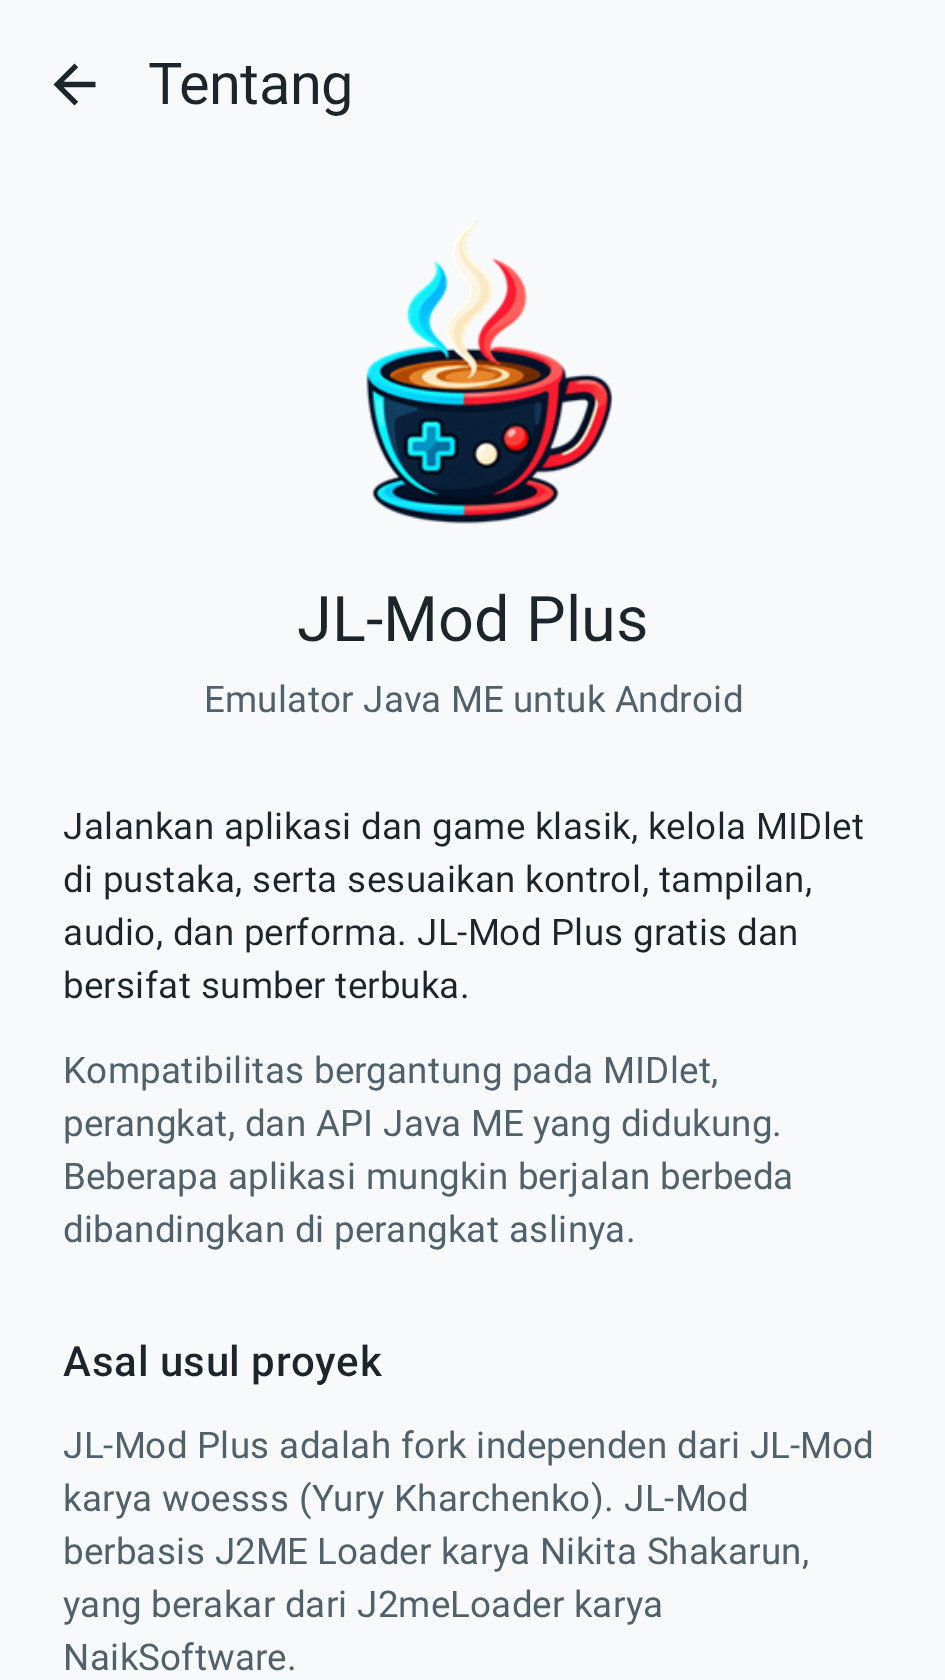 Tentang
JL-Mod Plus
Emulator Java ME untuk Android
Jalankan aplikasi dan game klasik, kelola MIDlet
di pustaka, serta sesuaikan kontrol, tampilan,
audio, dan performa. JL-Mod Plus gratis dan
bersifat sumber terbuka.
Kompatibilitas bergantung pada MIDlet,
perangkat, dan API Java ME yang didukung.
Beberapa aplikasi mungkin berjalan berbeda
dibandingkan di perangkat aslinya.
Asal usul proyek
JL-Mod Plus adalah fork independen dari JL-Mod
karya woesss (Yury Kharchenko). JL-Mod
berbasis J2ME Loader karya Nikita Shakarun,
yang berakar dari J2meLoader karya
NaikSoftware.